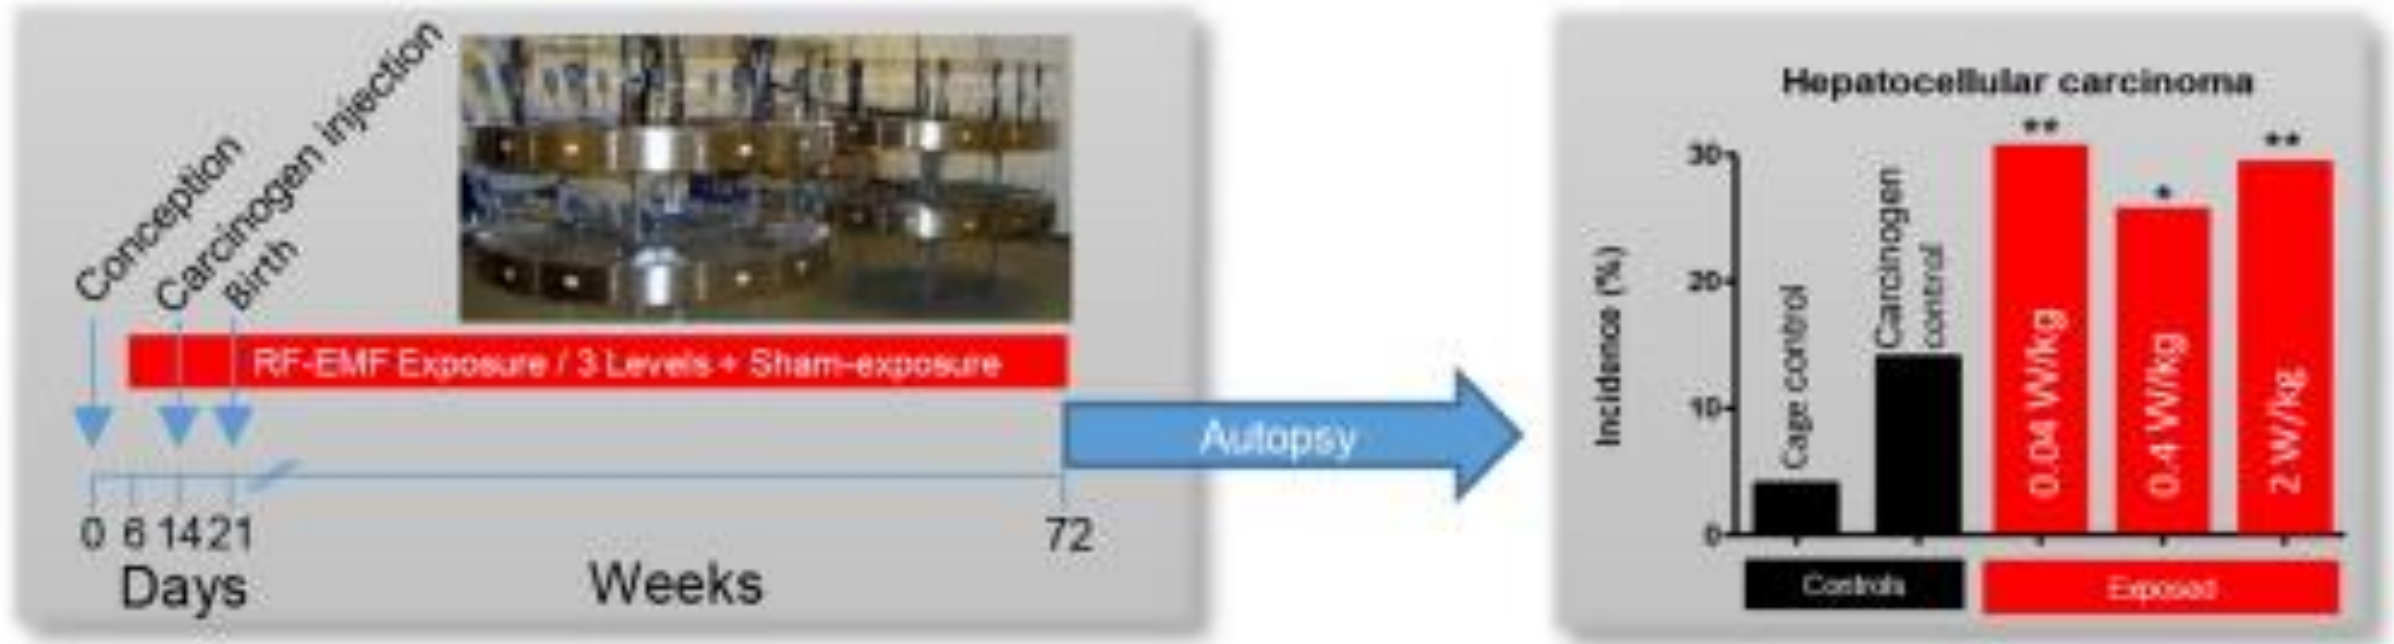 Conception
Carcinogen injection
Birth
RF-EMF Exposure / 3 Levels + Sham-exposure
0 6 14 21
72
Days
Weeks
Autopsy
Hepatocellular carcinoma
Incidence (%)
30
20
10
0
Cage control
Carcinogen
control
**
0.04 W/kg
*
0.4 W/kg
**
2 W/kg
Controls
Exposed